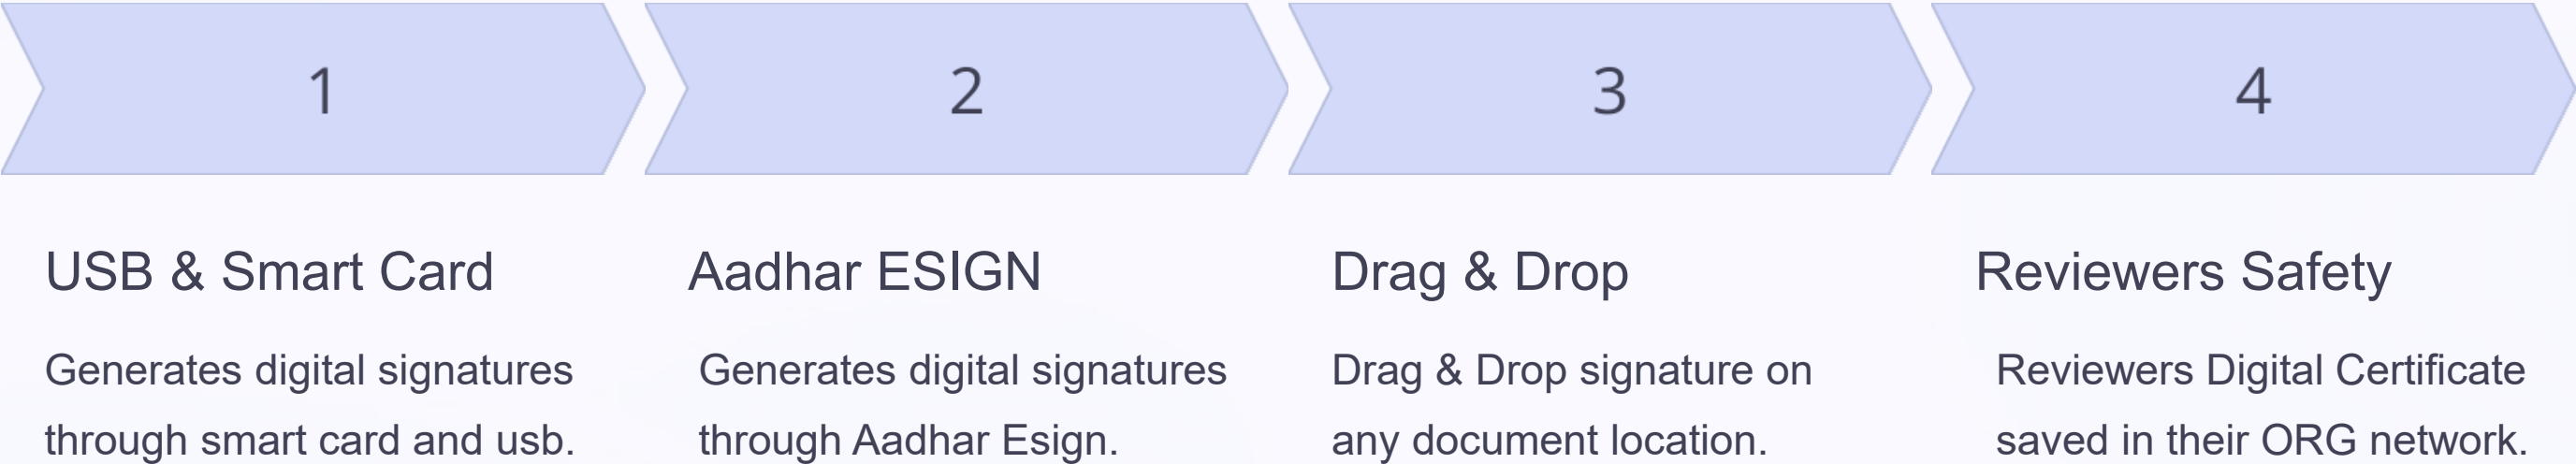 1
2
3
4
USB & Smart Card
Generates digital signatures
through smart card and usb.
Aadhar ESIGN
Generates digital signatures
through Aadhar Esign.
Drag & Drop
Drag & Drop signature on
any document location.
Reviewers Safety
Reviewers Digital Certificate
saved in their ORG network.